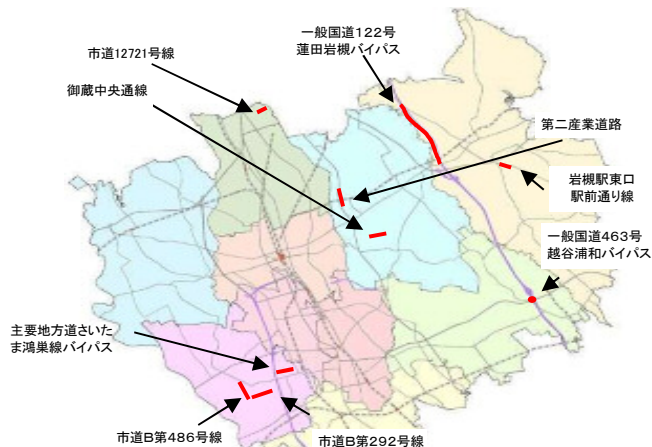 一般国道122号
蓮田岩槻バイパス
市道12721号線
御蔵中央通線
第二産業道路
岩槻駅東口
駅前通り線
一般国道463号
越谷浦和バイパス
主要地方道さいた
ま鴻巣線バイパス
市道B第486号線
市道B第292号線